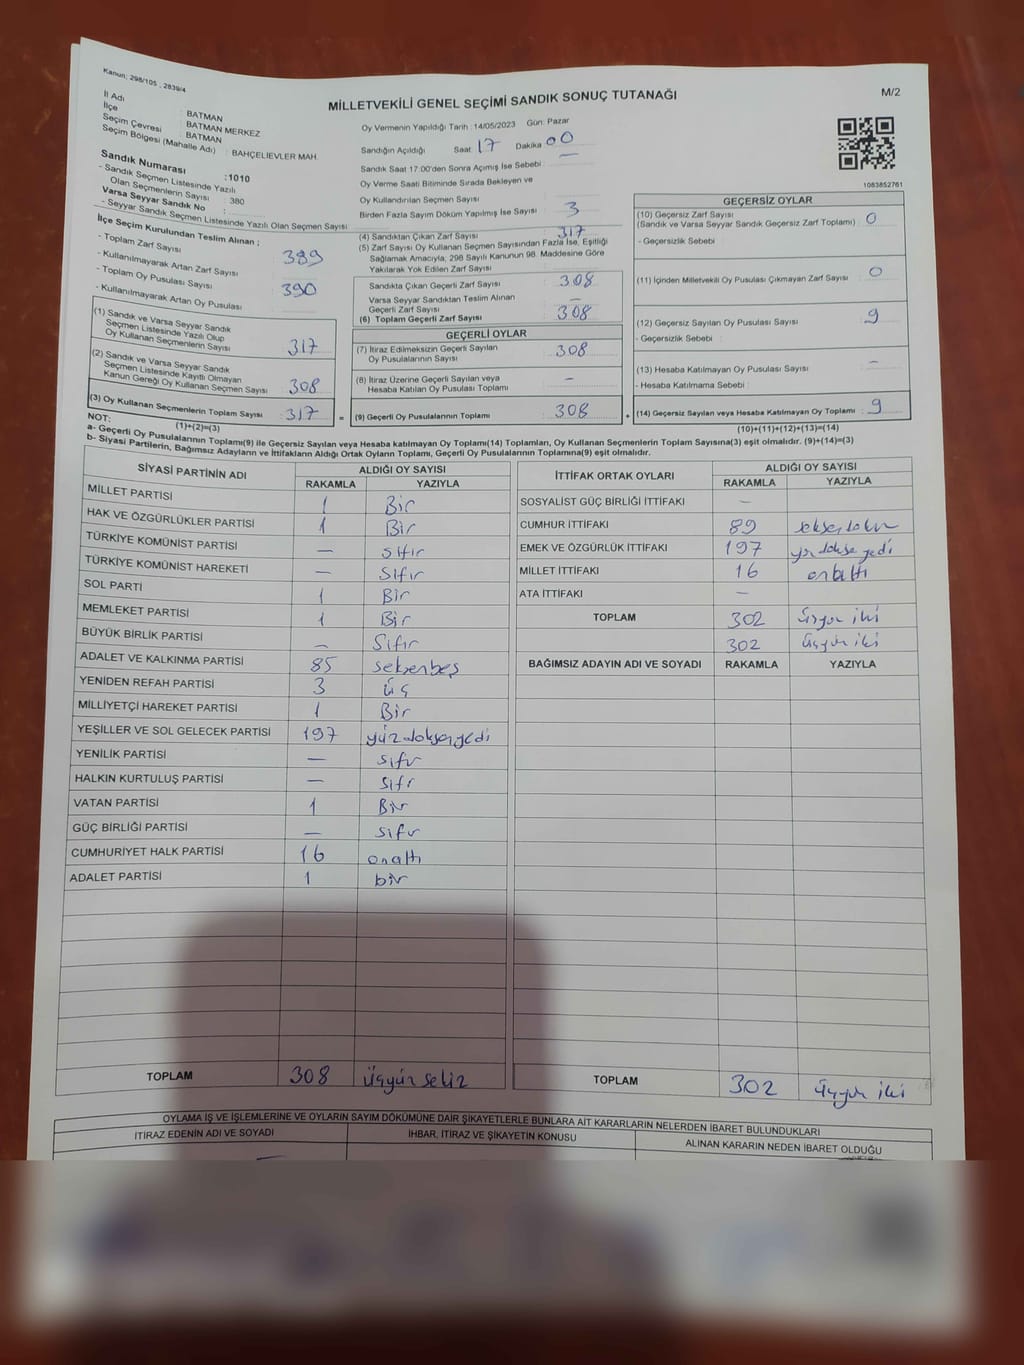 Kanun: 298/105 , 2839/4
MİLLETVEKİLİ GENEL SEÇİMİ SANDIK SONUÇ TUTANAĞI
M/2
İl Adı : BATMAN
İlçe : BATMAN MERKEZ
Seçim Çevresi : BATMAN
Seçim Bölgesi (Mahalle Adı) : BAHÇELİEVLER MAH.
Sandık Numarası :1010
- Sandık Seçmen Listesinde Yazılı
Olan Seçmenlerin Sayısı : 380
Varsa Seyyar Sandık No :
- Seyyar Sandık Seçmen Listesinde Yazılı Olan Seçmen Sayısı
İlçe Seçim Kurulundan Teslim Alınan ;
- Toplam Zarf Sayısı 389
- Kullanılmayarak Artan Zarf Sayısı
- Toplam Oy Pusulası Sayısı 390
- Kullanılmayarak Artan Oy Pusulası
(1) Sandık ve Varsa Seyyar Sandık
Seçmen Listesinde Yazılı Olup
Oy Kullanan Seçmenlerin Sayısı 317
(2) Sandık ve Varsa Seyyar Sandık
Seçmen Listesinde Kayıtlı Olmayan
Kanun Gereği Oy Kullanan Seçmen Sayısı 308
(3) Oy Kullanan Seçmenlerin Toplam Sayısı 317 =
(1)+(2)=(3)
Oy Vermenin Yapıldığı Tarih :14/05/2023 Gün: Pazar
Sandığın Açıldığı Saat 17 Dakika 00
Sandık Saat 17:00'den Sonra Açımış İse Sebebi : —
Oy Verme Saati Bitiminde Sırada Bekleyen ve
Oy Kullandırılan Seçmen Sayısı
Birden Fazla Sayım Döküm Yapılmış İse Sayısı 3
(4) Sandıktan Çıkan Zarf Sayısı 317
(5) Zarf Sayısı Oy Kullanan Seçmen Sayısından Fazla İse, Eşitliği
Sağlamak Amacıyla, 298 Sayılı Kanunun 98. Maddesine Göre
Yakılarak Yok Edilen Zarf Sayısı
Sandıkta Çıkan Geçerli Zarf Sayısı 308
Varsa Seyyar Sandıktan Teslim Alınan
Geçerli Zarf Sayısı —
(6) Toplam Geçerli Zarf Sayısı 308
GEÇERLİ OYLAR
(7) İtiraz Edilmeksizin Geçerli Sayılan
Oy Pusulalarının Sayısı 308
(8) İtiraz Üzerine Geçerli Sayılan veya
Hesaba Katılan Oy Pusulası Toplamı —
(9) Geçerli Oy Pusulalarının Toplamı 308 +
1083852761
GEÇERSİZ OYLAR
(10) Geçersiz Zarf Sayısı
(Sandık ve Varsa Seyyar Sandık Geçersiz Zarf Toplamı) : 0
- Geçersizlik Sebebi :
(11) İçinden Milletvekili Oy Pusulası Çıkmayan Zarf Sayısı : 0
(12) Geçersiz Sayılan Oy Pusulası Sayısı : 9
- Geçersizlik Sebebi :
(13) Hesaba Katılmayan Oy Pusulası Sayısı : —
- Hesaba Katılmama Sebebi :
(14) Geçersiz Sayılan veya Hesaba Katılmayan Oy Toplamı : 9
(10)+(11)+(12)+(13)=(14)
NOT:
a- Geçerli Oy Pusulalarının Toplamı(9) ile Geçersiz Sayılan veya Hesaba katılmayan Oy Toplamı(14) Toplamları, Oy Kullanan Seçmenlerin Toplam Sayısına(3) eşit olmalıdır. (9)+(14)=(3)
b- Siyasi Partilerin, Bağımsız Adayların ve İttifakların Aldığı Ortak Oyların Toplamı, Geçerli Oy Pusulalarının Toplamına(9) eşit olmalıdır.
SİYASİ PARTİNİN ADI ALDIĞI OY SAYISI
RAKAMLA YAZIYLA
MİLLET PARTİSİ 1 Bir
HAK VE ÖZGÜRLÜKLER PARTİSİ 1 Bir
TÜRKİYE KOMÜNİST PARTİSİ — sıfır
TÜRKİYE KOMÜNİST HAREKETİ — Sıfır
SOL PARTİ 1 Bir
MEMLEKET PARTİSİ 1 Bir
BÜYÜK BİRLİK PARTİSİ — Sıfır
ADALET VE KALKINMA PARTİSİ 85 seksenbeş
YENİDEN REFAH PARTİSİ 3 üç
MİLLİYETÇİ HAREKET PARTİSİ 1 Bir
YEŞİLLER VE SOL GELECEK PARTİSİ 197 yüzdoksanyedi
YENİLİK PARTİSİ — sıfır
HALKIN KURTULUŞ PARTİSİ — sıfır
VATAN PARTİSİ 1 Bir
GÜÇ BİRLİĞİ PARTİSİ — sıfır
CUMHURİYET HALK PARTİSİ 16 onaltı
ADALET PARTİSİ 1 bir
TOPLAM 308 üçyüzsekiz
İTTİFAK ORTAK OYLARI ALDIĞI OY SAYISI
RAKAMLA YAZIYLA
SOSYALİST GÜÇ BİRLİĞİ İTTİFAKI —
CUMHUR İTTİFAKI 89 seksendokuz
EMEK VE ÖZGÜRLÜK İTTİFAKI 197 yüzdoksanyedi
MİLLET İTTİFAKI 16 onaltı
ATA İTTİFAKI —
TOPLAM 302 üçyüz iki
302 üçyüz iki
BAĞIMSIZ ADAYIN ADI VE SOYADI RAKAMLA YAZIYLA
TOPLAM 302 üçyüz iki
OYLAMA İŞ VE İŞLEMLERİNE VE OYLARIN SAYIM DÖKÜMÜNE DAİR ŞİKAYETLERLE BUNLARA AİT KARARLARIN NELERDEN İBARET BULUNDUKLARI
İTİRAZ EDENİN ADI VE SOYADI İHBAR, İTİRAZ VE ŞİKAYETİN KONUSU ALINAN KARARIN NEDEN İBARET OLDUĞU